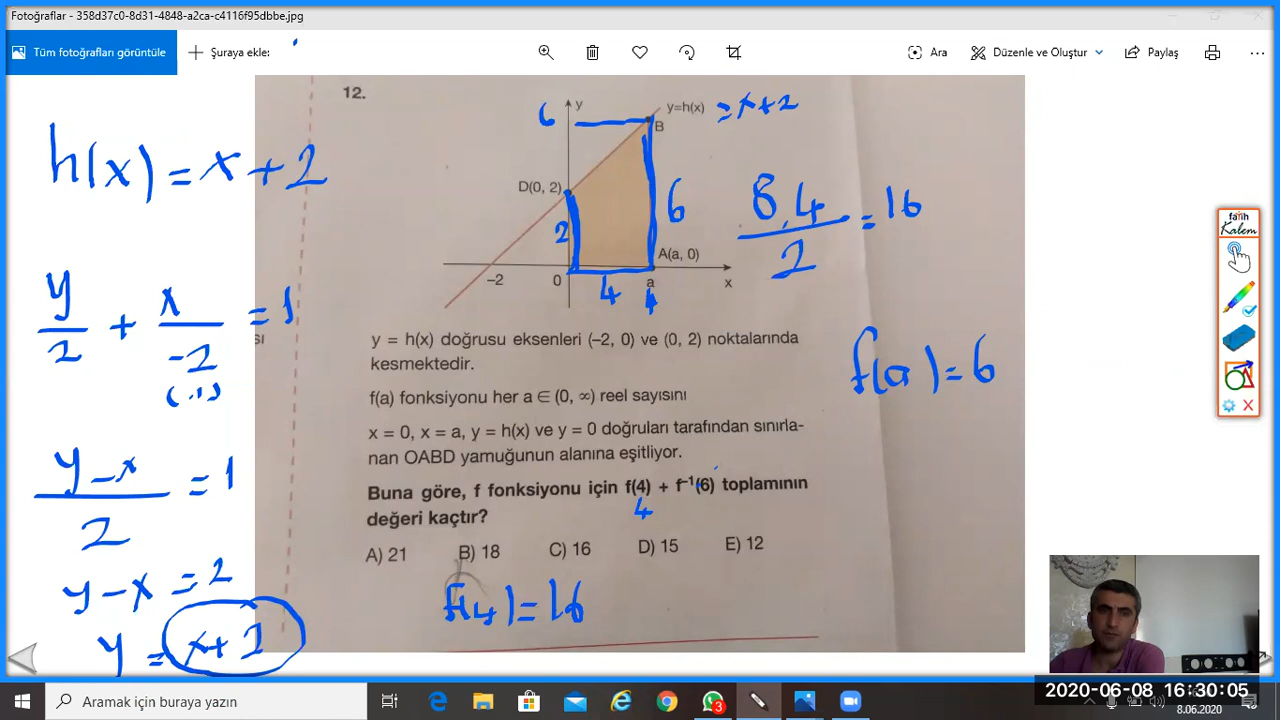 Fotoğraflar - 358d37c0-8d31-4848-a2ca-c4116f95dbbe.jpg
Tüm fotoğrafları görüntüle
Şuraya ekle:
Ara
Düzenle ve Oluştur
Paylaş
12.
y
y=h(x)
= x+2
6
B
h(x) = x+2
D(0, 2)
2
6
8.4
2
= 16
A(a, 0)
-2
0
4
a
4
x
y/2 + x/-2 = 1
(-1)
sı
y = h(x) doğrusu eksenleri (–2, 0) ve (0, 2) noktalarında
kesmektedir.
f(a) = 6
f(a) fonksiyonu her a ∈ (0, ∞) reel sayısını
x = 0, x = a, y = h(x) ve y = 0 doğruları tarafından sınırla-
nan OABD yamuğunun alanına eşitliyor.
y-x/2 = 1
Buna göre, f fonksiyonu için f(4) + f⁻¹(6) toplamının
4
değeri kaçtır?
A) 21 B) 18 C) 16 D) 15 E) 12
y-x = 2
f(4) = 16
y = x+2
fatih
Kalem
2020-06-08 16:30:05
Aramak için buraya yazın
3
8.06.2020